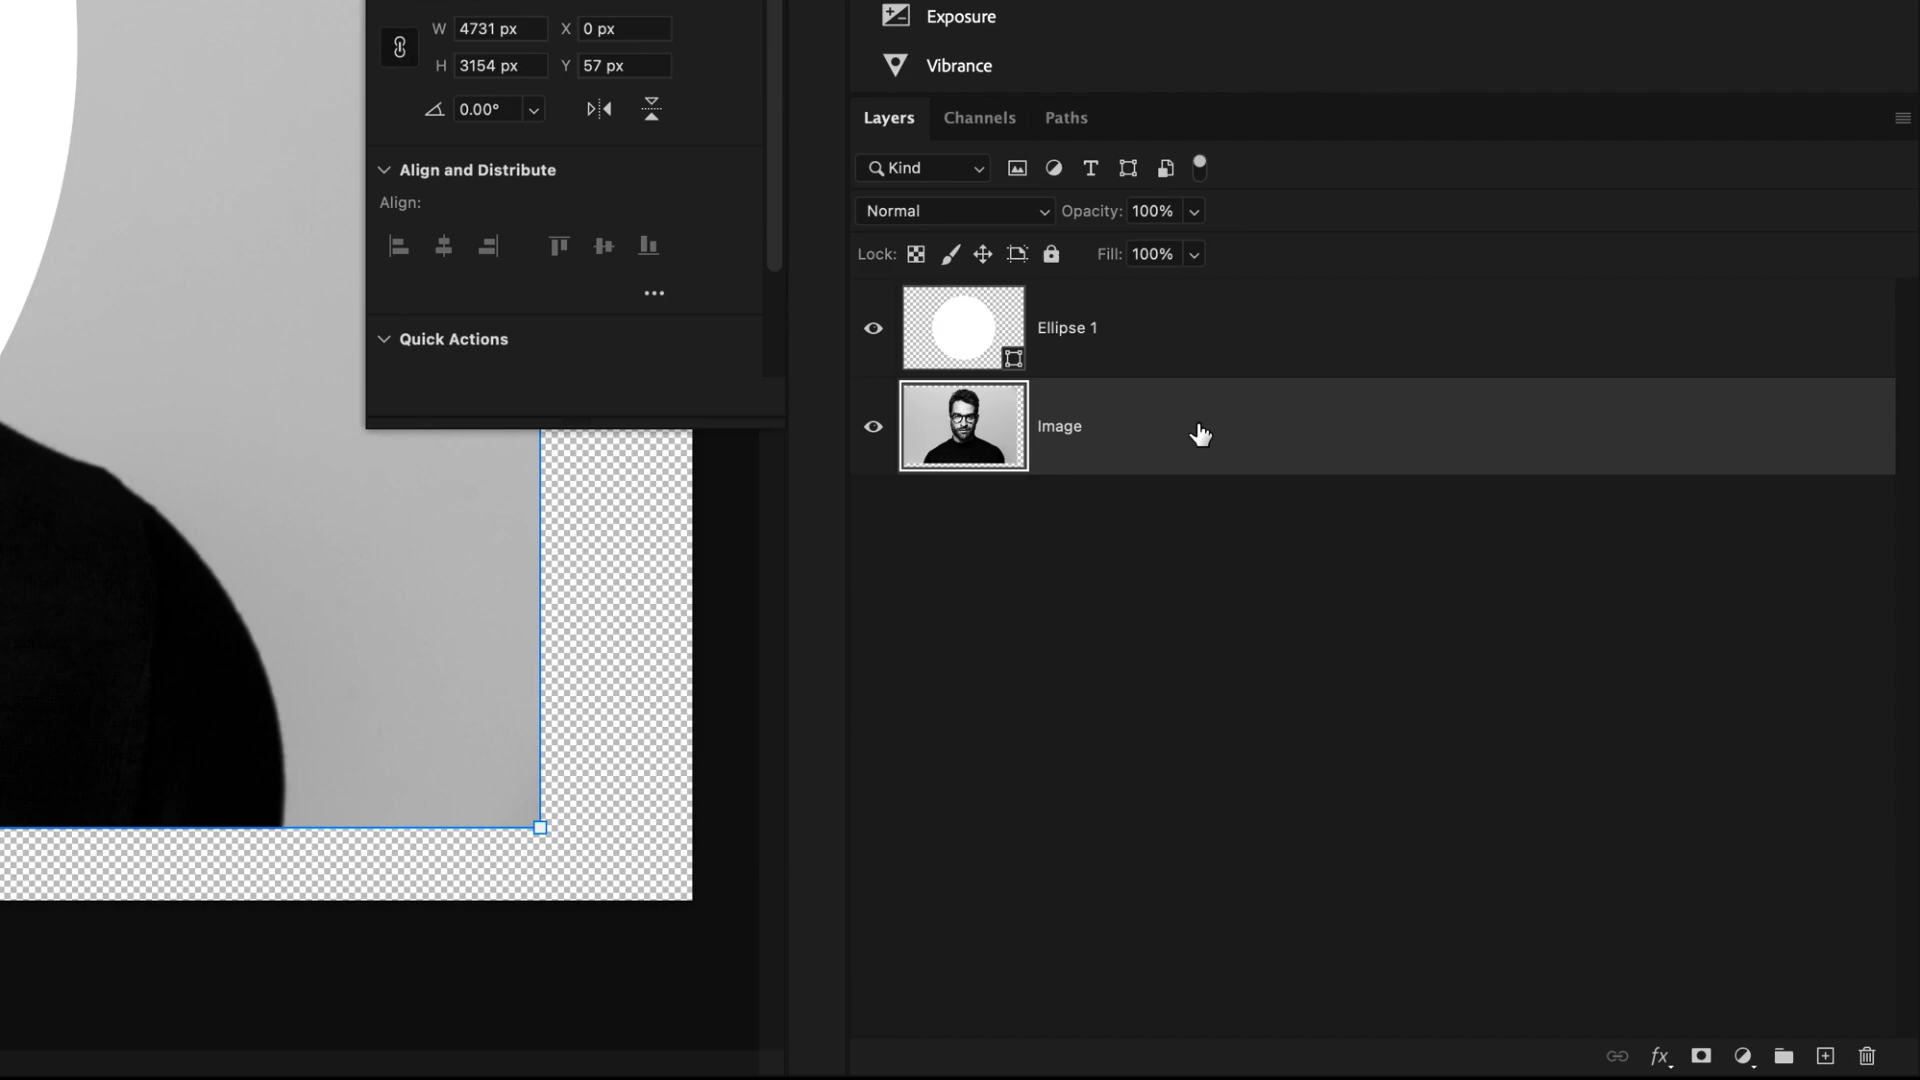 W 4731 px X 0 px
H 3154 px Y 57 px
0.00°
Align and Distribute
Align:
Quick Actions
Exposure
Vibrance
Layers Channels Paths
Kind
Normal Opacity: 100%
Lock: Fill: 100%
Ellipse 1
Image
fx